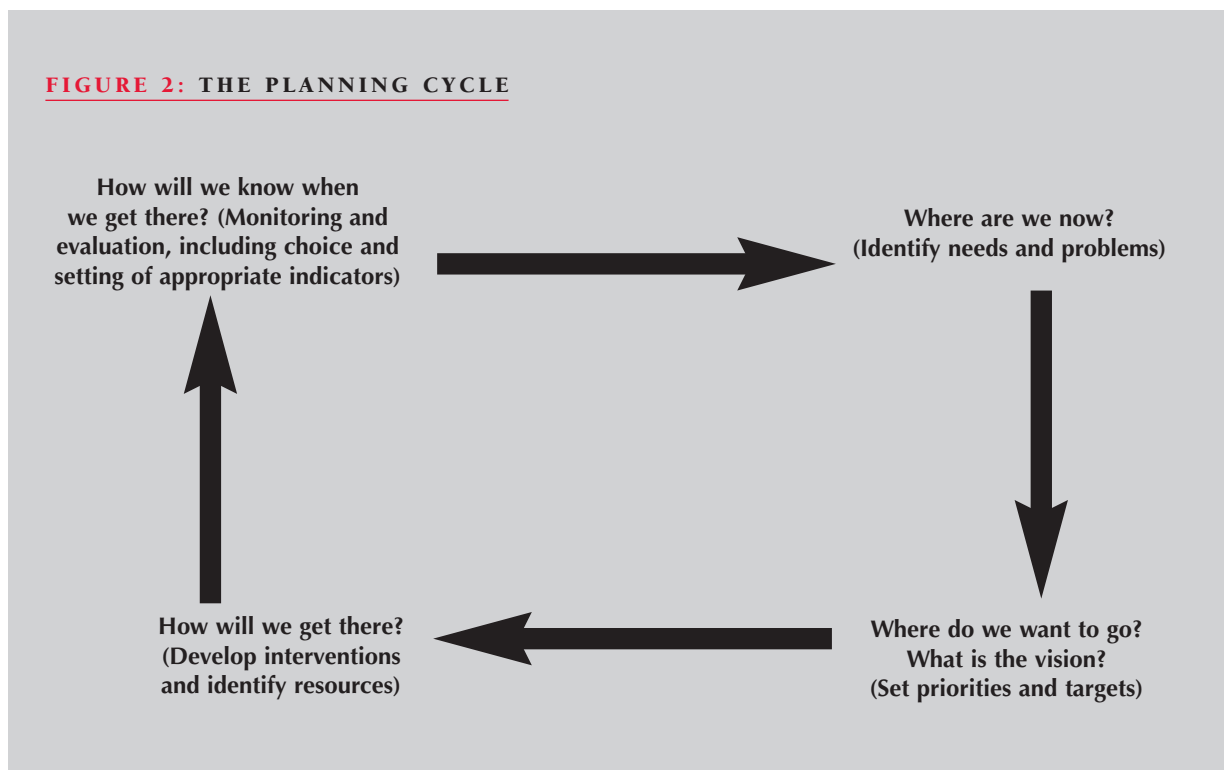 FIGURE 2: THE PLANNING CYCLE
How will we know when
we get there? (Monitoring and
evaluation, including choice and
setting of appropriate indicators)
Where are we now?
(Identify needs and problems)
How will we get there?
(Develop interventions
and identify resources)
Where do we want to go?
What is the vision?
(Set priorities and targets)